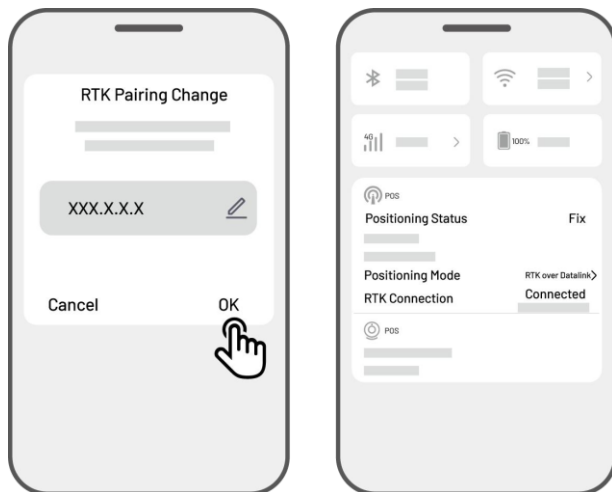 RTK Pairing Change
XXX.X.X.X
Cancel
OK
4G
100%
POS
Positioning Status
Fix
Positioning Mode
RTK over Datalink
RTK Connection
Connected
POS